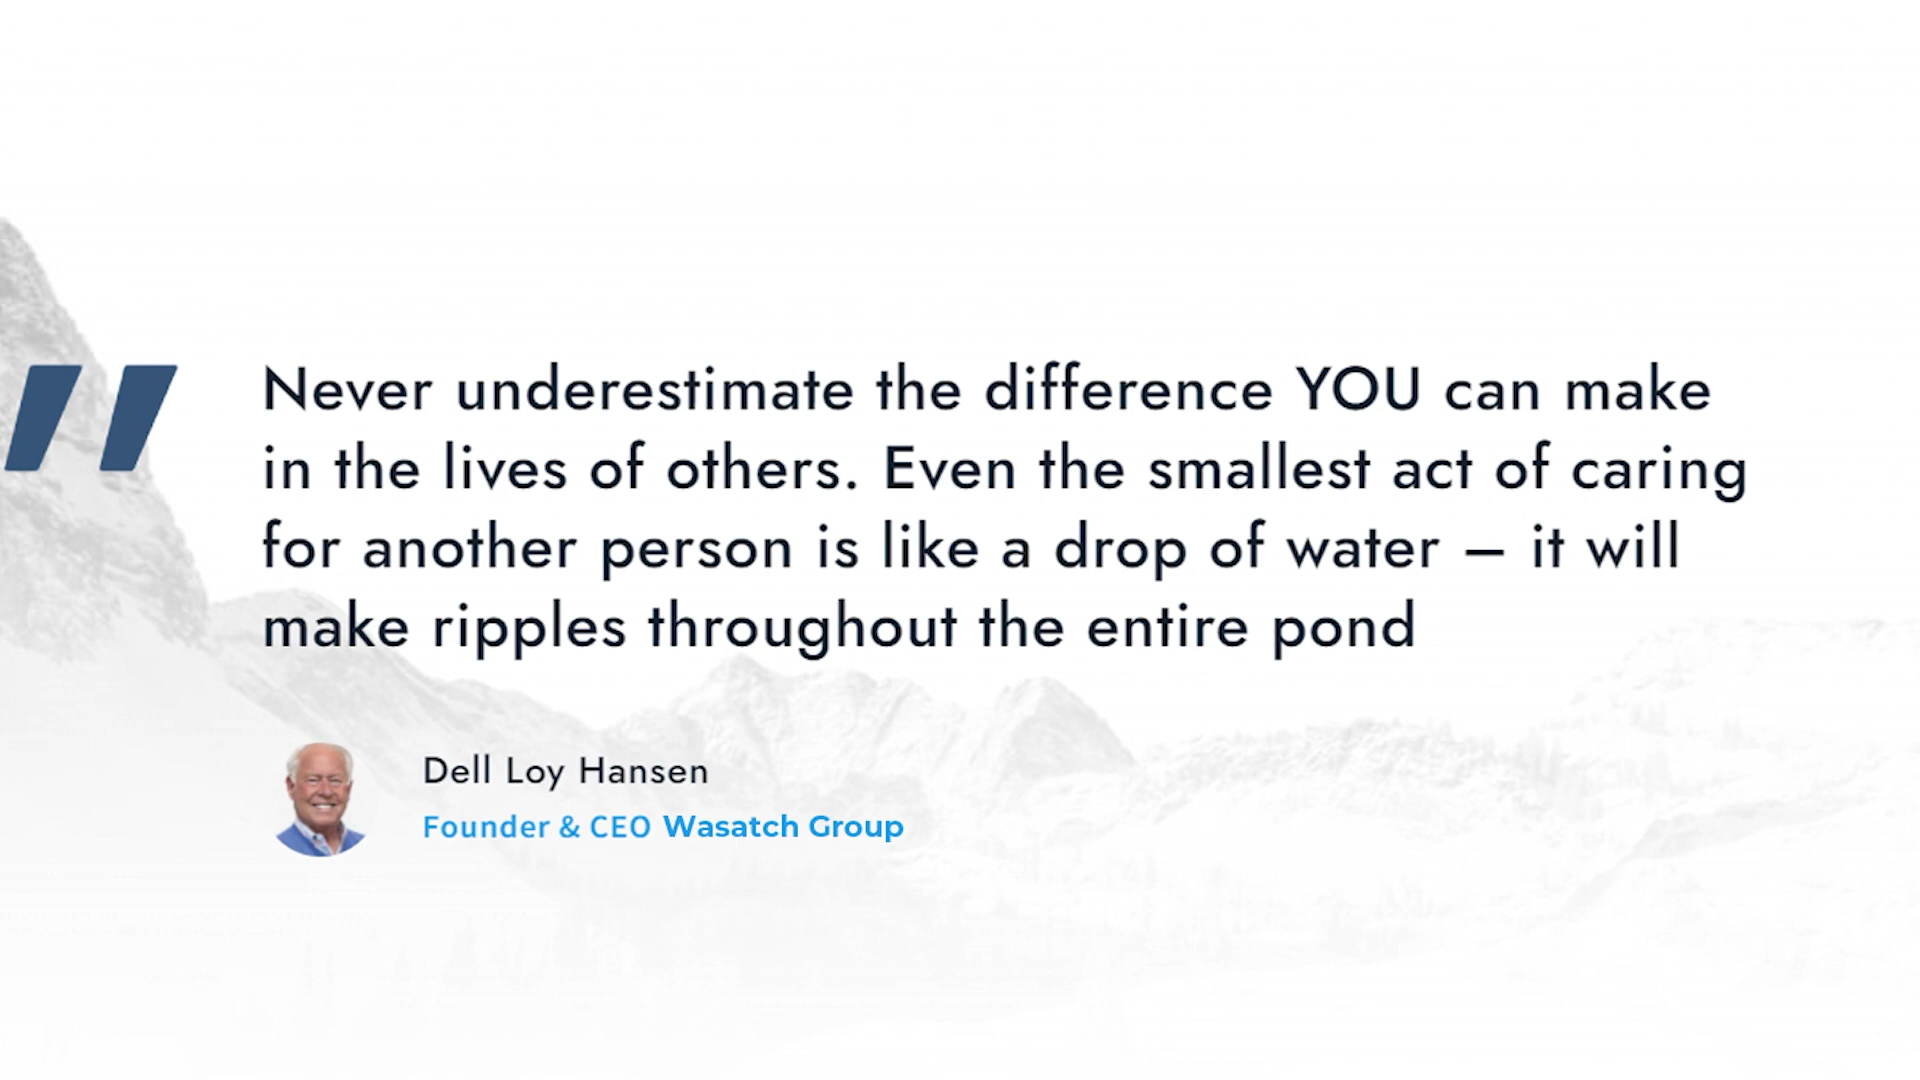 "
Never underestimate the difference YOU can make
in the lives of others. Even the smallest act of caring
for another person is like a drop of water – it will
make ripples throughout the entire pond
Dell Loy Hansen
Founder & CEO Wasatch Group